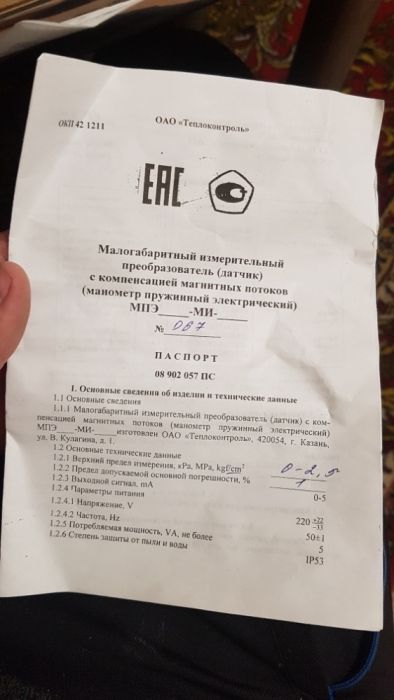 ОКП 42 1211
ОАО «Теплоконтроль»
ЕАС
Малогабаритный измерительный
преобразователь (датчик)
с компенсацией магнитных потоков
(манометр пружинный электрический)
МПЭ____-МИ-____
№ 067
ПАСПОРТ
08 902 057 ПС
1. Основные сведения об изделии и технические данные
1.1 Основные сведения
1.1.1 Малогабаритный измерительный преобразователь (датчик) с ком-
пенсацией магнитных потоков (манометр пружинный электрический)
МПЭ____-МИ-____изготовлен ОАО «Теплоконтроль», 420054, г. Казань,
ул. В. Кулагина, д. 1.
1.2 Основные технические данные
1.2.1 Верхний предел измерения, кРа, МРа, kgf/cm² 0-2,5
1.2.2 Предел допускаемой основной погрешности, % 1
1.2.3 Выходной сигнал, mA 0-5
1.2.4 Параметры питания
1.2.4.1 Напряжение, V 220 +22 −33
1.2.4.2 Частота, Hz 50±1
1.2.5 Потребляемая мощность, VA, не более 5
1.2.6 Степень защиты от пыли и воды IP53